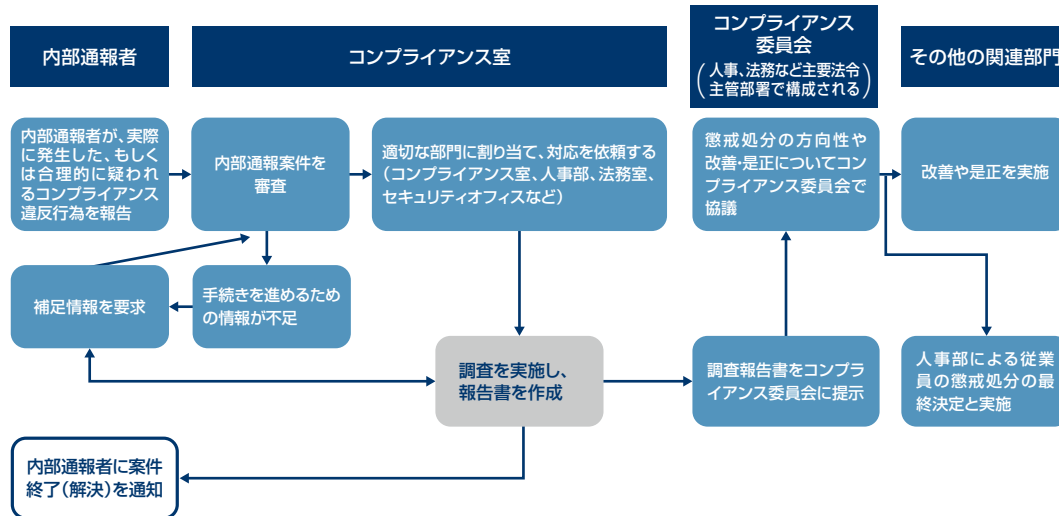 内部通報者
コンプライアンス室
コンプライアンス
委員会
(人事、法務など主要法令
主管部署で構成される)
その他の関連部門
内部通報者が、実際
に発生した、もしく
は合理的に疑われ
るコンプライアンス
違反行為を報告
内部通報案件を
審査
適切な部門に割り当て、対応を依頼する
(コンプライアンス室、人事部、法務室、
セキュリティオフィスなど)
懲戒処分の方向性や
改善・是正についてコン
プライアンス委員会で
協議
改善や是正を実施
補足情報を要求
手続きを進めるため
の情報が不足
調査を実施し、
報告書を作成
調査報告書をコンプラ
イアンス委員会に提示
人事部による従業
員の懲戒処分の最
終決定と実施
内部通報者に案件
終了(解決)を通知